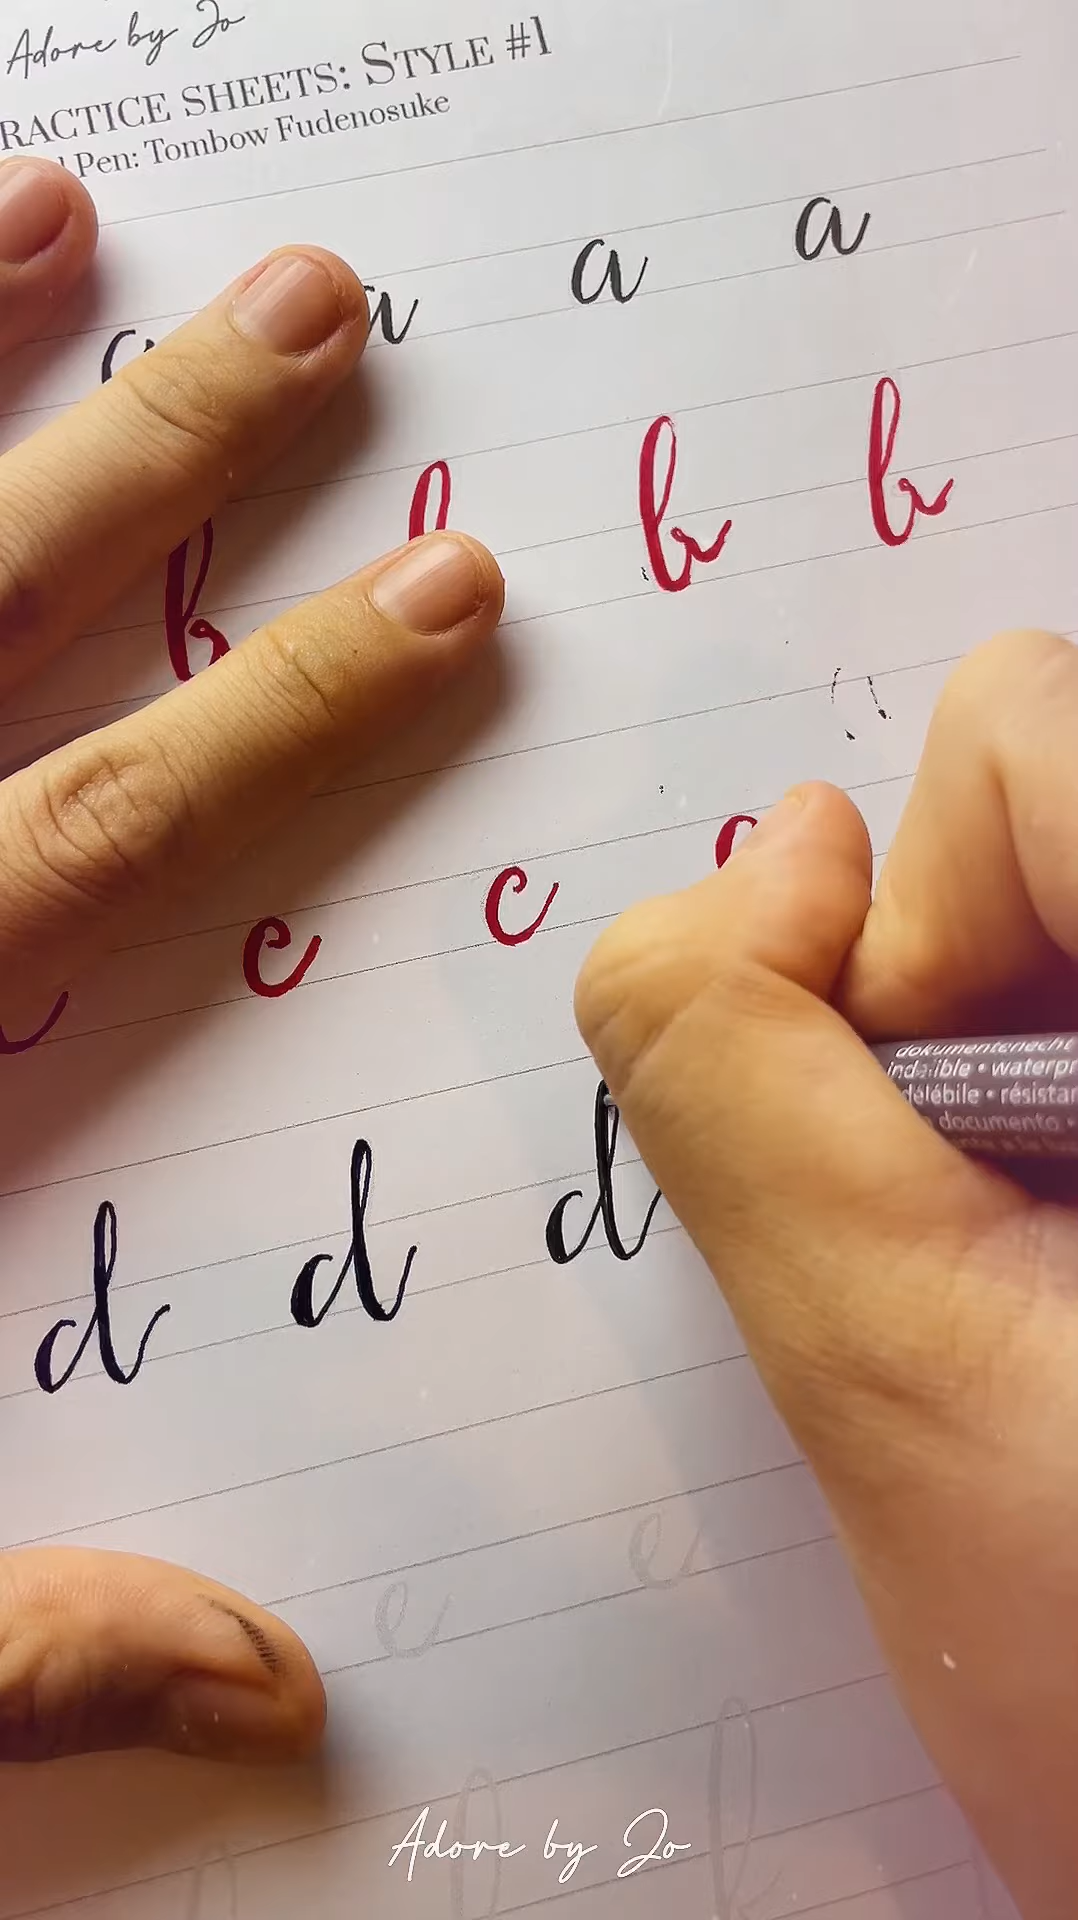 Adore by Jo
RACTICE SHEETS: STYLE #1
Pen: Tombow Fudenosuke
a a a a
b b b b
c c c
d d d
dokumentenecht
waterpr
délébile • résistan
documento •
e e
Adore by Jo